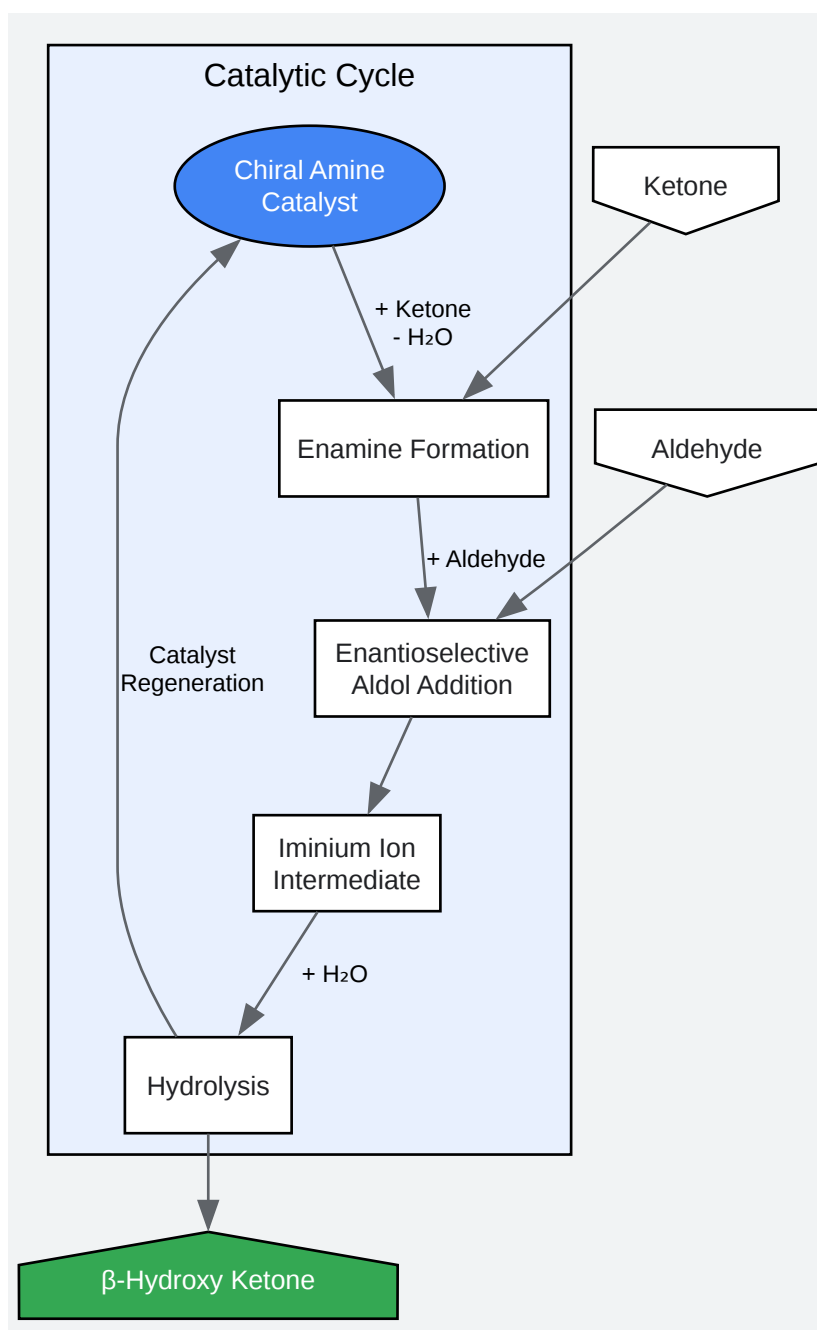 Catalytic Cycle
Chiral Amine
Catalyst
Ketone
+ Ketone
- H₂O
Enamine Formation
Aldehyde
+ Aldehyde
Enantioselective
Aldol Addition
Catalyst
Regeneration
Iminium Ion
Intermediate
+ H₂O
Hydrolysis
β-Hydroxy Ketone